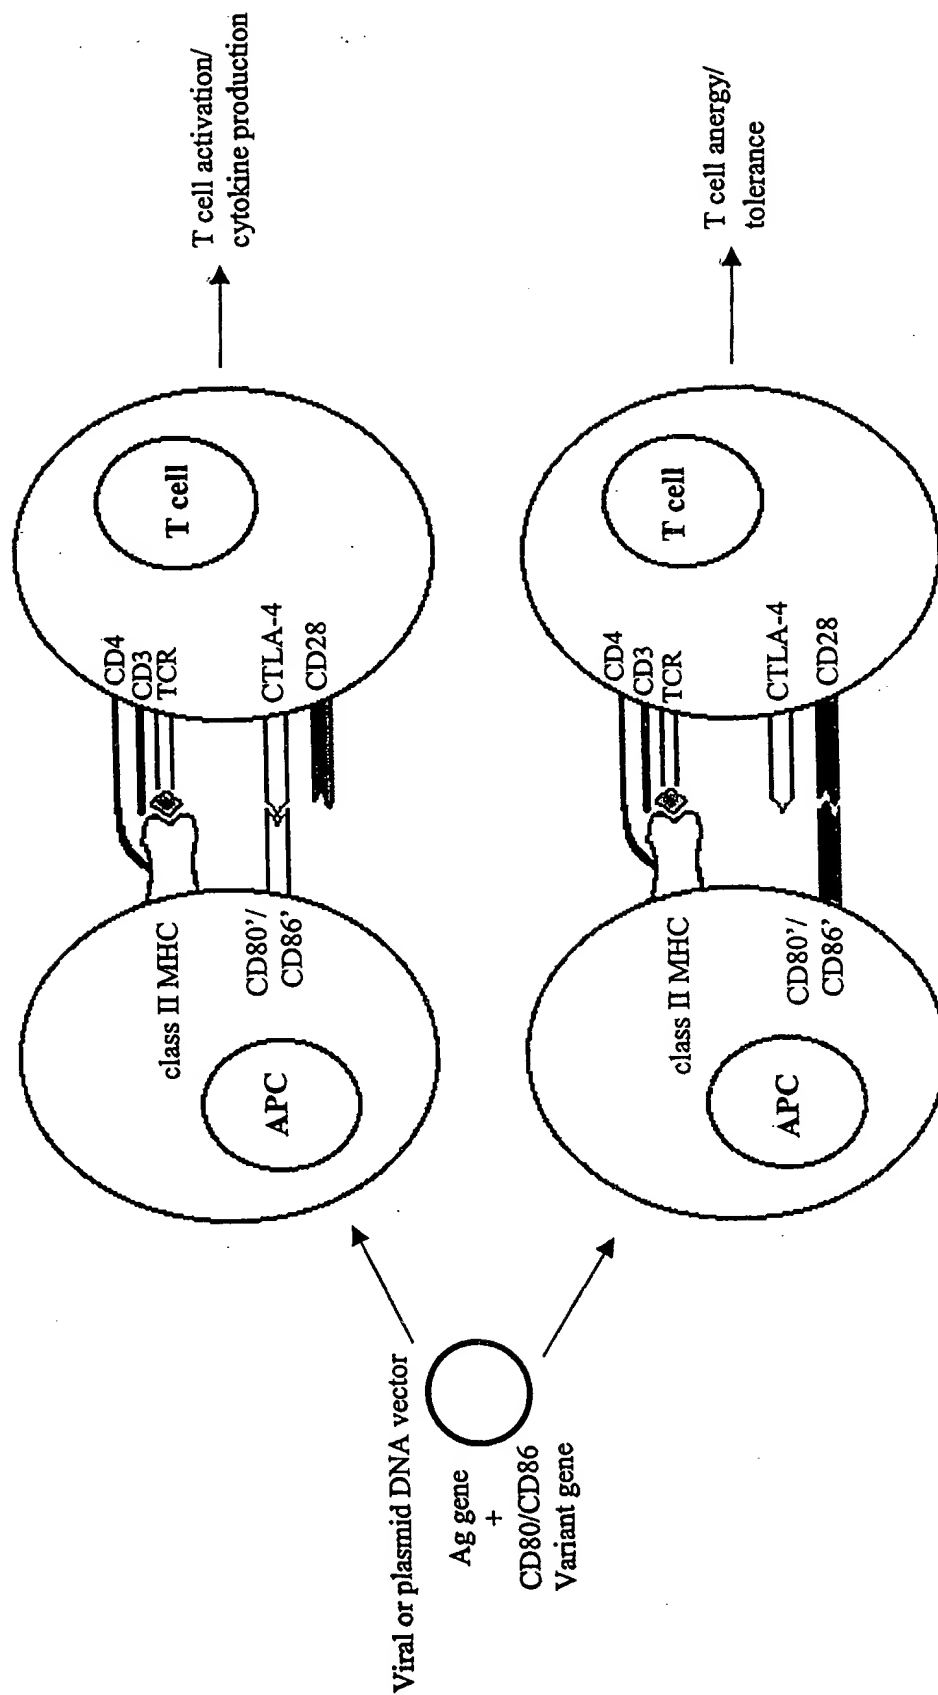 Viral or plasmid DNA vector
Ag gene
+
CD80/CD86
Variant gene
APC
class II MHC
CD80’/
CD86’
CD4
CD3
TCR
CTLA-4
CD28
T cell
T cell activation/
cytokine production
APC
class II MHC
CD80’/
CD86’
CD4
CD3
TCR
CTLA-4
CD28
T cell
T cell anergy/
tolerance